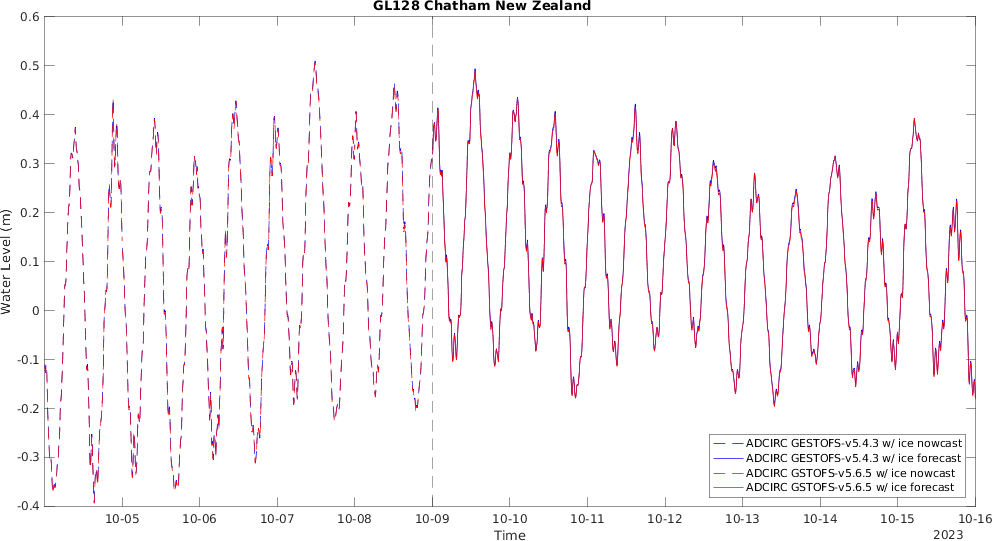 GL128 Chatham New Zealand
0.6
0.5
0.4
0.3
0.2
0.1
0
-0.1
-0.2
-0.3
-0.4
Water Level (m)
ADCIRC GESTOFS-v5.4.3 w/ ice nowcast
ADCIRC GESTOFS-v5.4.3 w/ ice forecast
ADCIRC GSTOFS-v5.6.5 w/ ice nowcast
ADCIRC GSTOFS-v5.6.5 w/ ice forecast
10-05 10-06 10-07 10-08 10-09 10-10 10-11 10-12 10-13 10-14 10-15 10-16
Time
2023